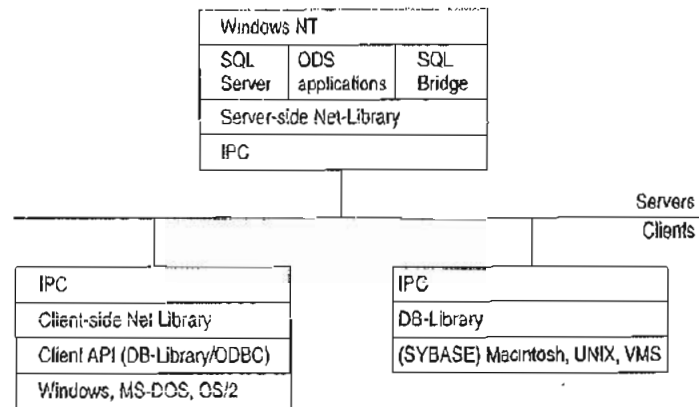 Windows NT
SQL Server
ODS applications
SQL Bridge
Server-side Net-Library
IPC
Servers
Clients
IPC
Client-side Net Library
Client API (DB-Library/ODBC)
Windows, MS-DOS, OS/2
IPC
DB-Library
(SYBASE) Macintosh, UNIX, VMS